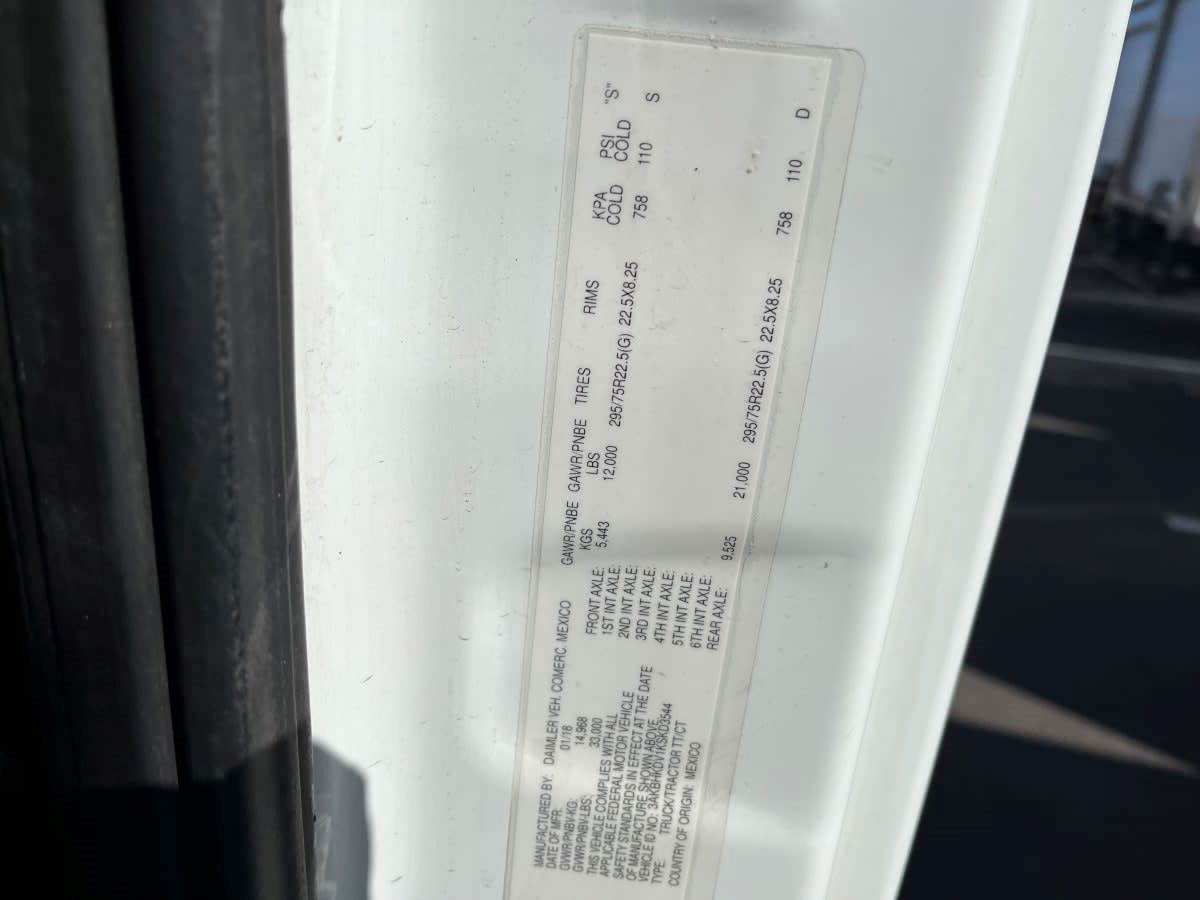 MANUFACTURED BY: DAIMLER VEH. COMERC. MEXICO
DATE OF MFR: 01/18
GVWR/PNBV-KG: 14,968
GVWR/PNBV-LBS: 33,000
THIS VEHICLE COMPLIES WITH ALL
APPLICABLE FEDERAL MOTOR VEHICLE
SAFETY STANDARDS IN EFFECT AT THE DATE
OF MANUFACTURE SHOWN ABOVE.
VEHICLE ID NO: 3AKBHKDV1KSKD3544
TYPE TRUCK/TRACTOR TT/CT
COUNTRY OF ORIGIN: MEXICO
GAWR/PNBE GAWR/PNBE TIRES RIMS KPA PSI "S"
KGS LBS COLD COLD
FRONT AXLE: 5,443 12,000 295/75R22.5(G) 22.5X8.25 758 110 S
1ST INT AXLE:
2ND INT AXLE:
3RD INT AXLE:
4TH INT AXLE:
5TH INT AXLE:
6TH INT AXLE:
REAR AXLE: 9,525 21,000 295/75R22.5(G) 22.5X8.25 758 110 D